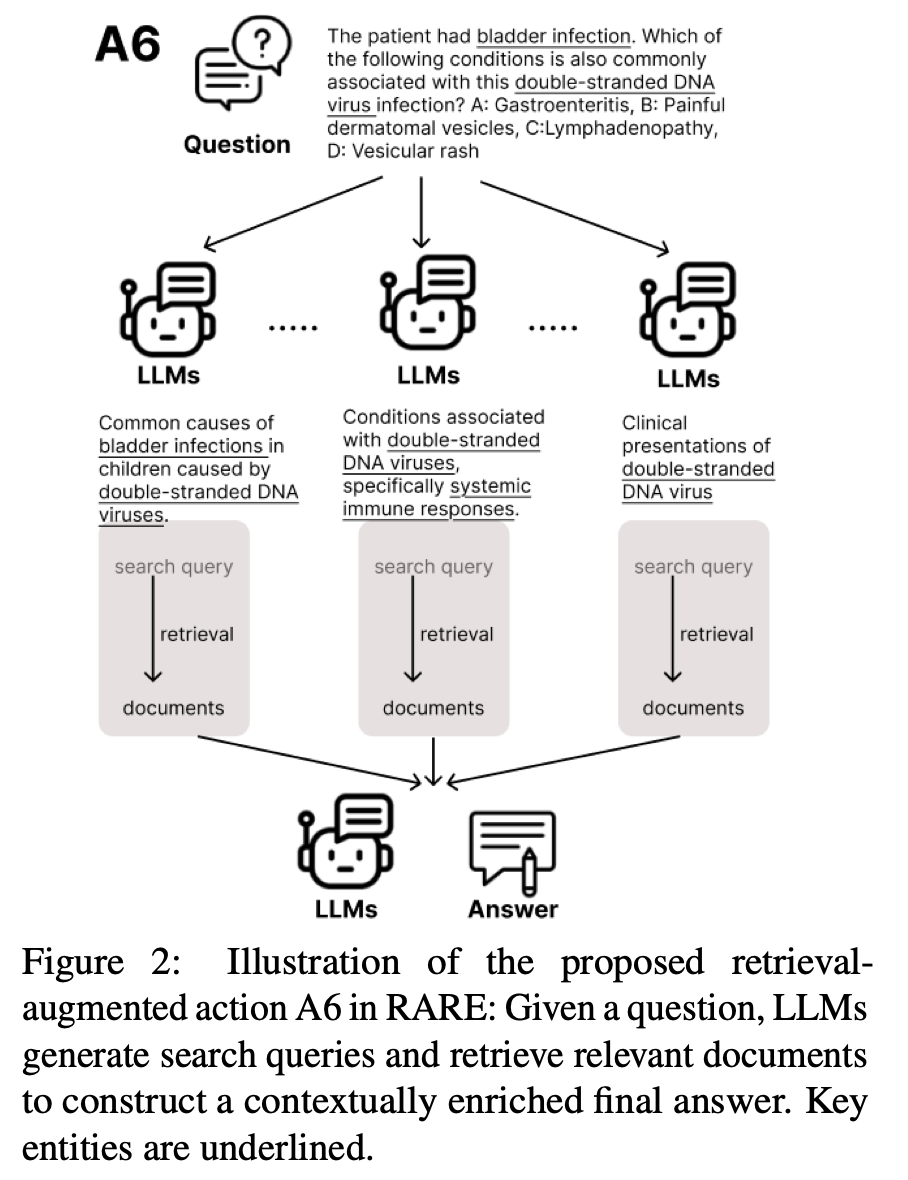 A6
Question
The patient had bladder infection. Which of
the following conditions is also commonly
associated with this double-stranded DNA
virus infection? A: Gastroenteritis, B: Painful
dermatomal vesicles, C:Lymphadenopathy,
D: Vesicular rash
LLMs
.....
LLMs
.....
LLMs
Common causes of
bladder infections in
children caused by
double-stranded DNA
viruses.
Conditions associated
with double-stranded
DNA viruses,
specifically systemic
immune responses.
Clinical
presentations of
double-stranded
DNA virus
search query
retrieval
documents
search query
retrieval
documents
search query
retrieval
documents
LLMs
Answer
Figure 2: Illustration of the proposed retrieval-
augmented action A6 in RARE: Given a question, LLMs
generate search queries and retrieve relevant documents
to construct a contextually enriched final answer. Key
entities are underlined.